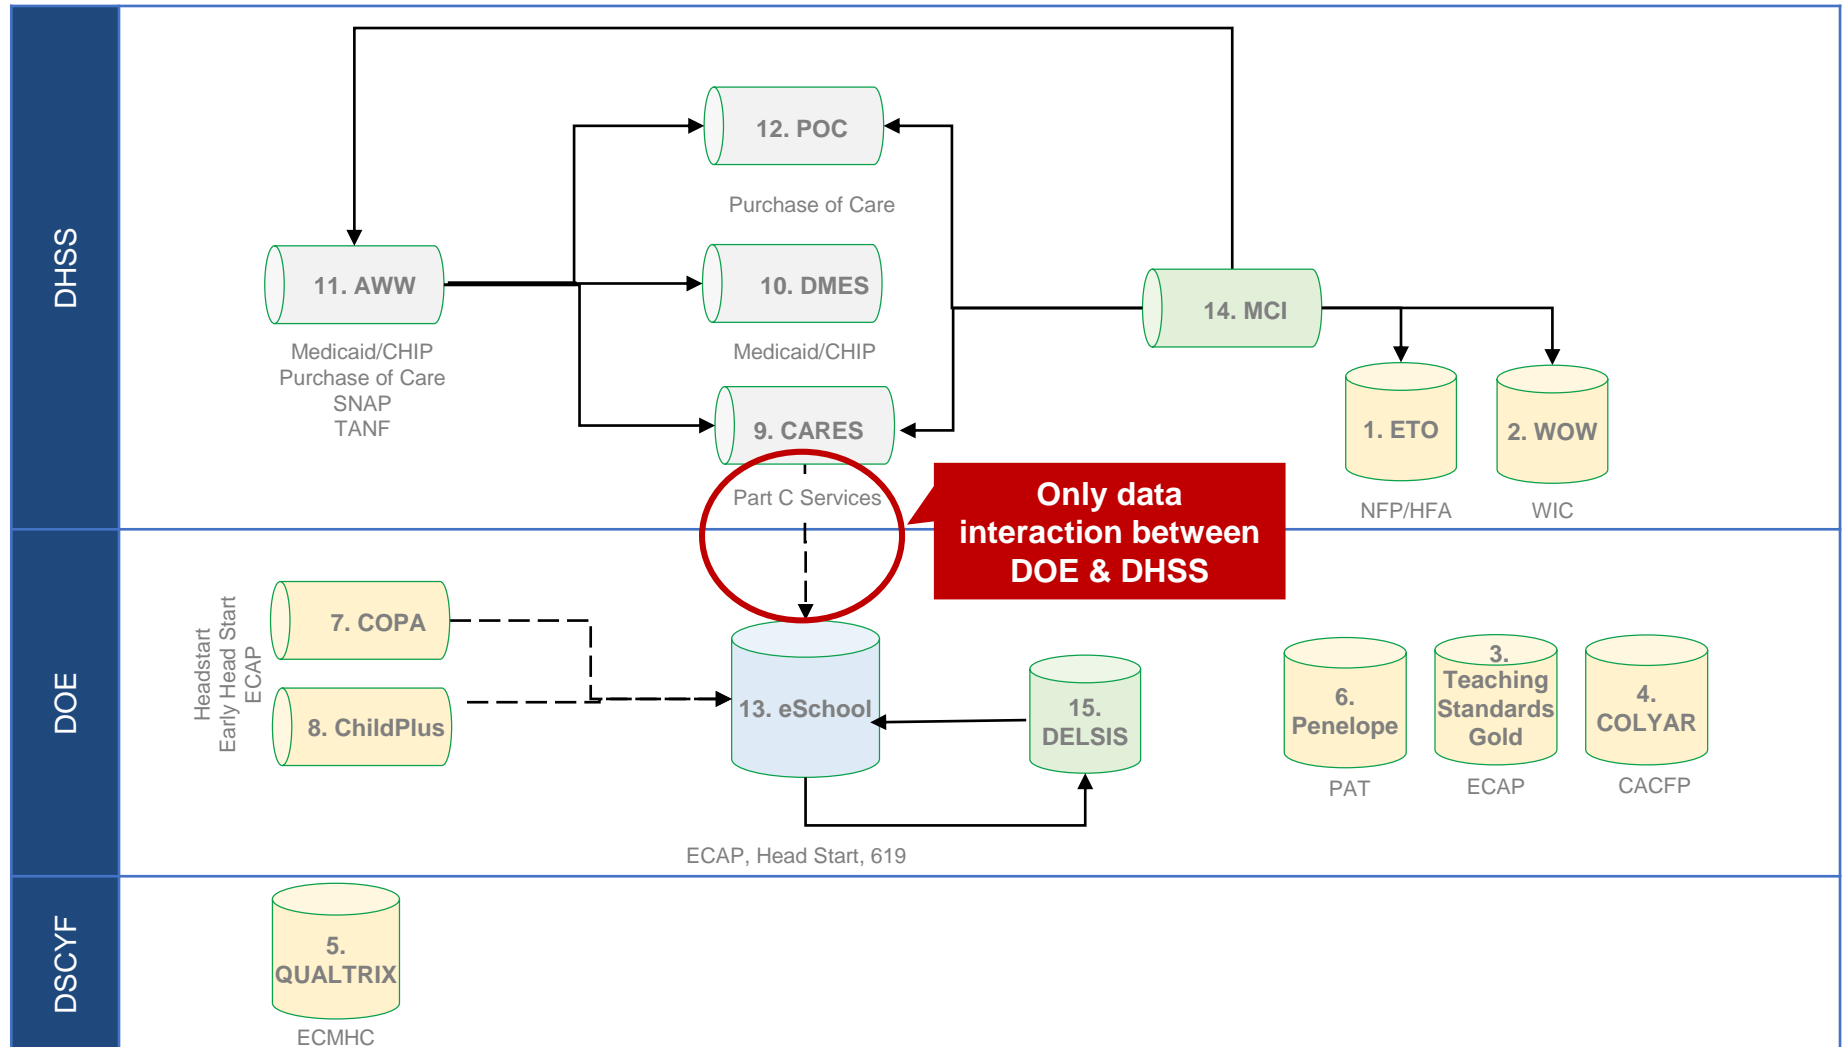 DHSS
12. POC
Purchase of Care
11. AWW
10. DMES
14. MCI
Medicaid/CHIP
Purchase of Care
SNAP
TANF
Medicaid/CHIP
9. CARES
1. ETO
2. WOW
Part C Services
NFP/HFA
WIC
Only data
interaction between
DOE & DHSS
DOE
Headstart
Early Head Start
ECAP
7. COPA
8. ChildPlus
13. eSchool
15.
DELSIS
6.
Penelope
3.
Teaching
Standards
Gold
4.
COLYAR
PAT
ECAP
CACFP
ECAP, Head Start, 619
DSCYF
5.
QUALTRIX
ECMHC